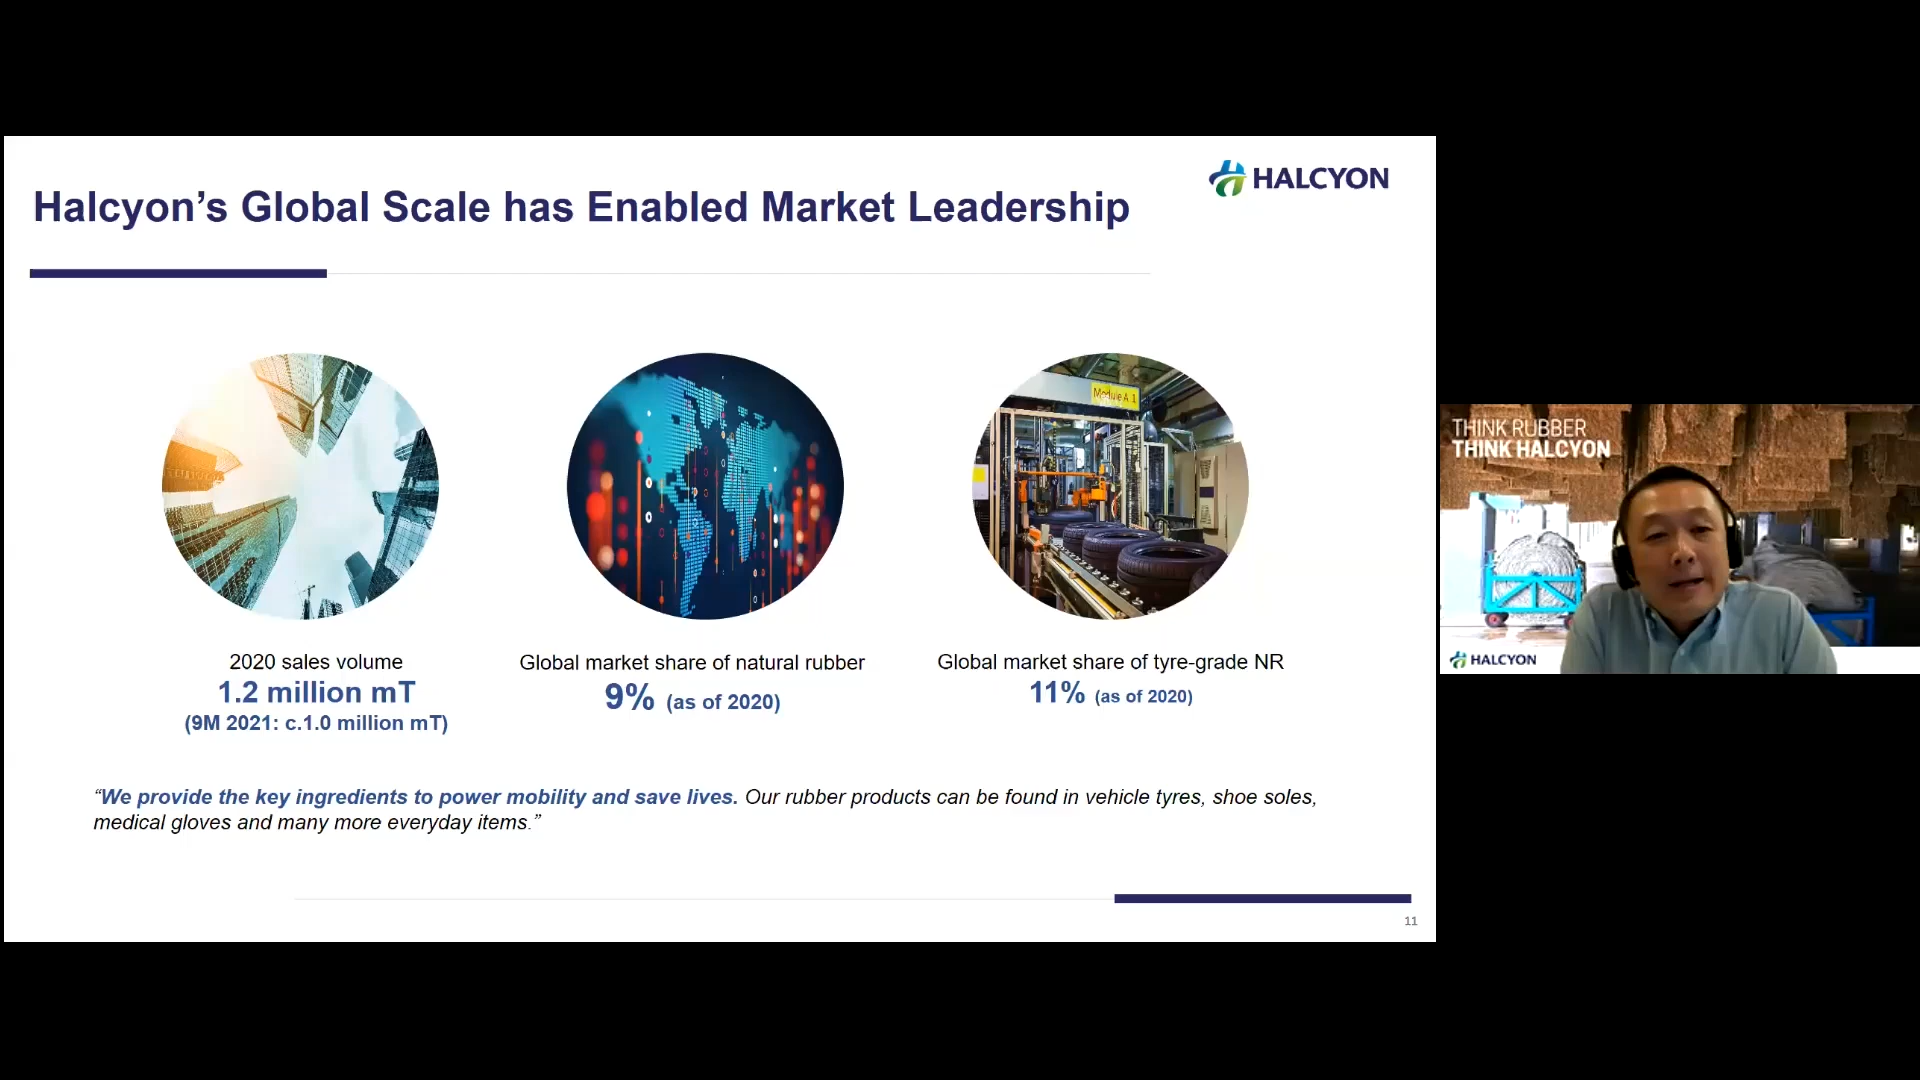 HALCYON
Halcyon's Global Scale has Enabled Market Leadership
Module A 1
2020 sales volume
1.2 million mT
(9M 2021: c.1.0 million mT)
Global market share of natural rubber
9% (as of 2020)
Global market share of tyre-grade NR
11% (as of 2020)
“We provide the key ingredients to power mobility and save lives. Our rubber products can be found in vehicle tyres, shoe soles,
medical gloves and many more everyday items.”
11
THINK RUBBER
THINK HALCYON
HALCYON